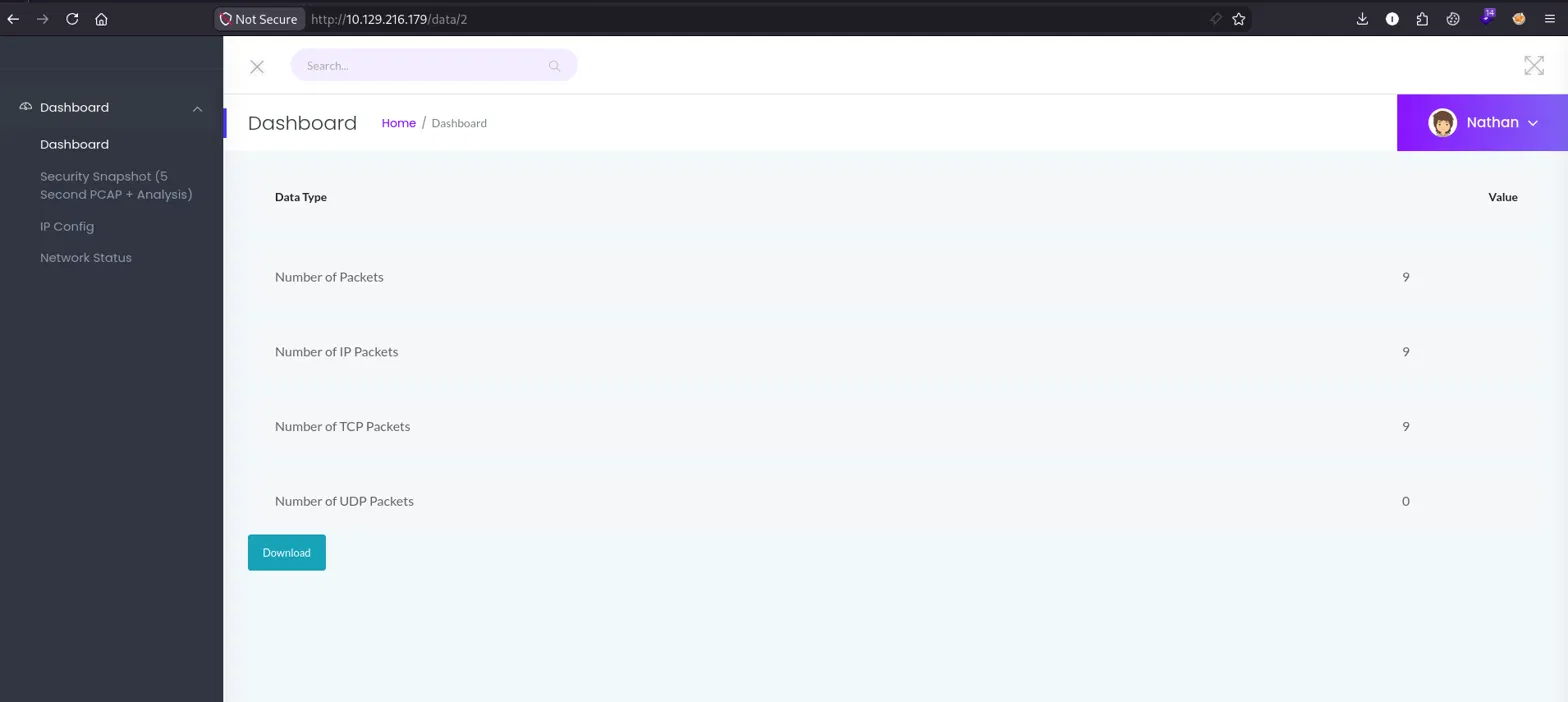 Not Secure http://10.129.216.179/data/2
14
Search...
Dashboard
Dashboard
Security Snapshot (5
Second PCAP + Analysis)
IP Config
Network Status
Dashboard Home / Dashboard
Nathan
Data Type Value
Number of Packets 9
Number of IP Packets 9
Number of TCP Packets 9
Number of UDP Packets 0
Download